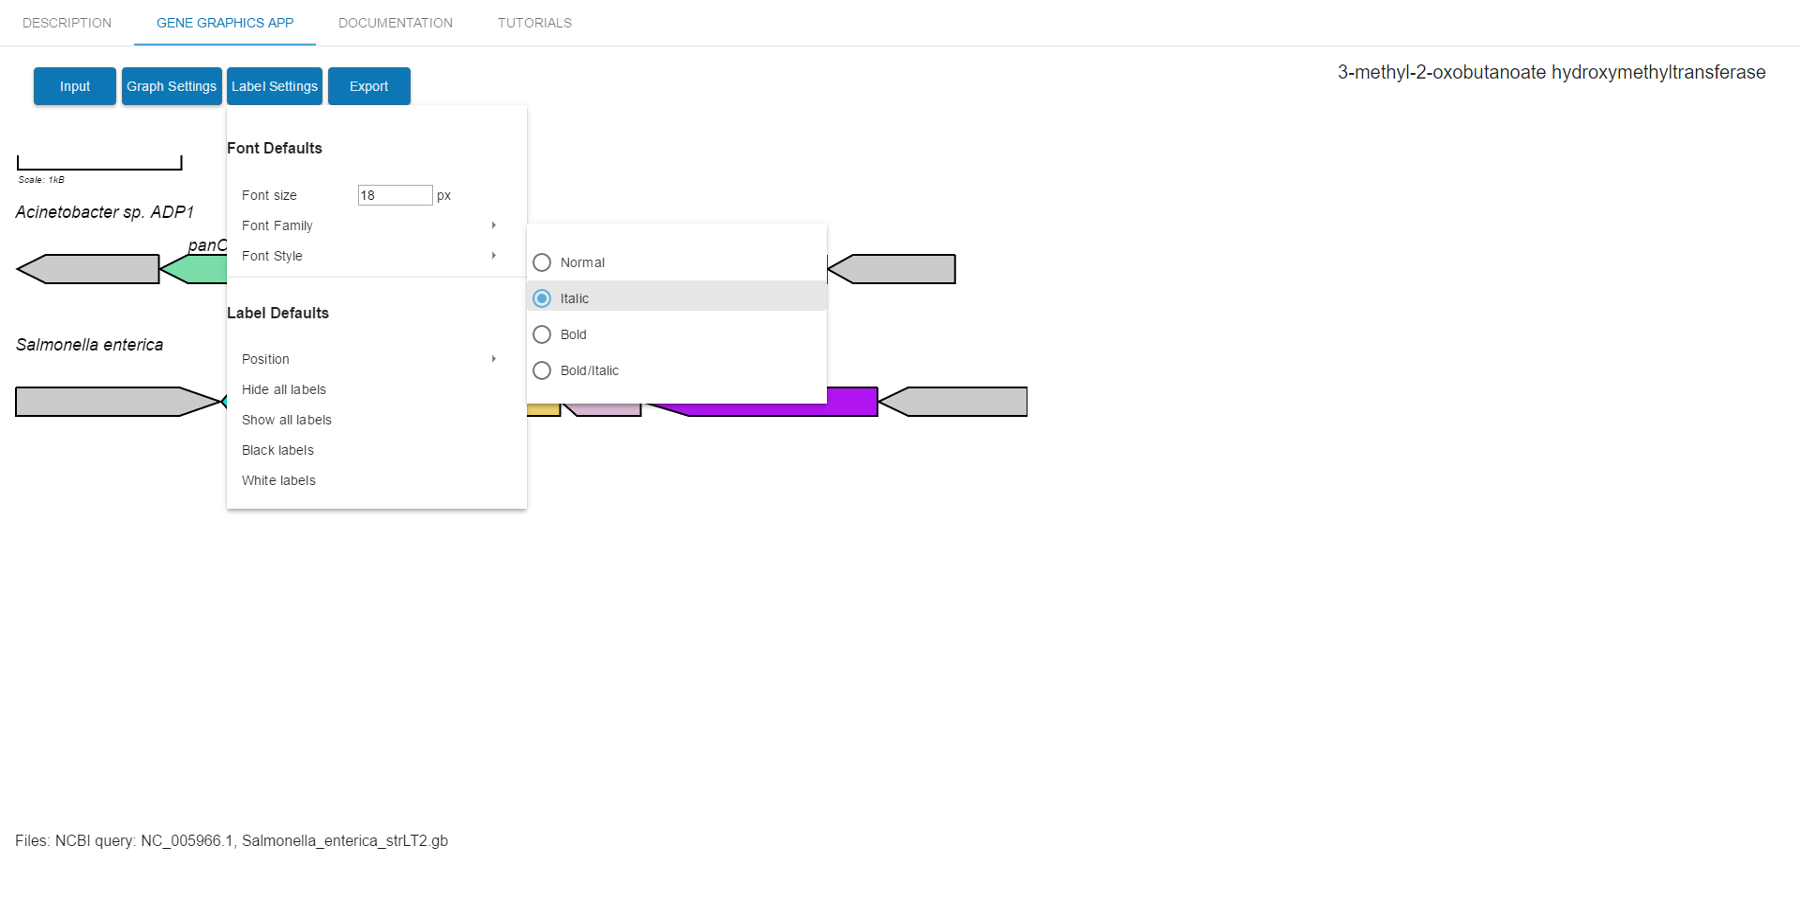 DESCRIPTION GENE GRAPHICS APP DOCUMENTATION TUTORIALS
Input Graph Settings Label Settings Export
3-methyl-2-oxobutanoate hydroxymethyltransferase
Scale: 1kB
Acinetobacter sp. ADP1
panC
Salmonella enterica
Font Defaults
Font size 18 px
Font Family
Font Style
Label Defaults
Position
Hide all labels
Show all labels
Black labels
White labels
Normal
Italic
Bold
Bold/Italic
Files: NCBI query: NC_005966.1, Salmonella_enterica_strLT2.gb